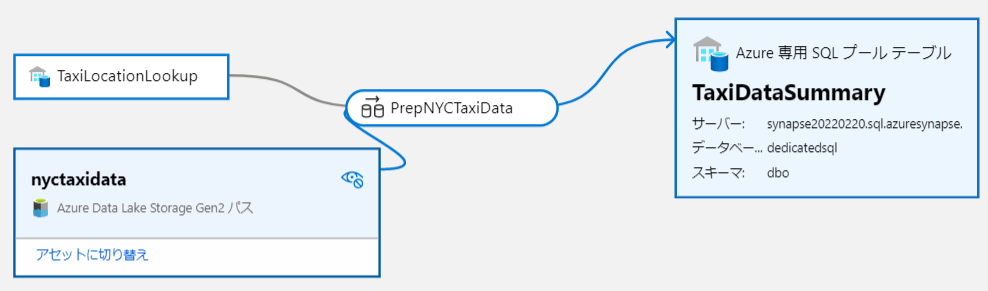 TaxiLocationLookup
PrepNYCTaxiData
nyctaxidata
Azure Data Lake Storage Gen2 パス
アセットに切り替え
Azure 専用 SQL プール テーブル
TaxiDataSummary
サーバー: synapse20220220.sql.azuresynapse.
データベー... dedicatedsql
スキーマ: dbo